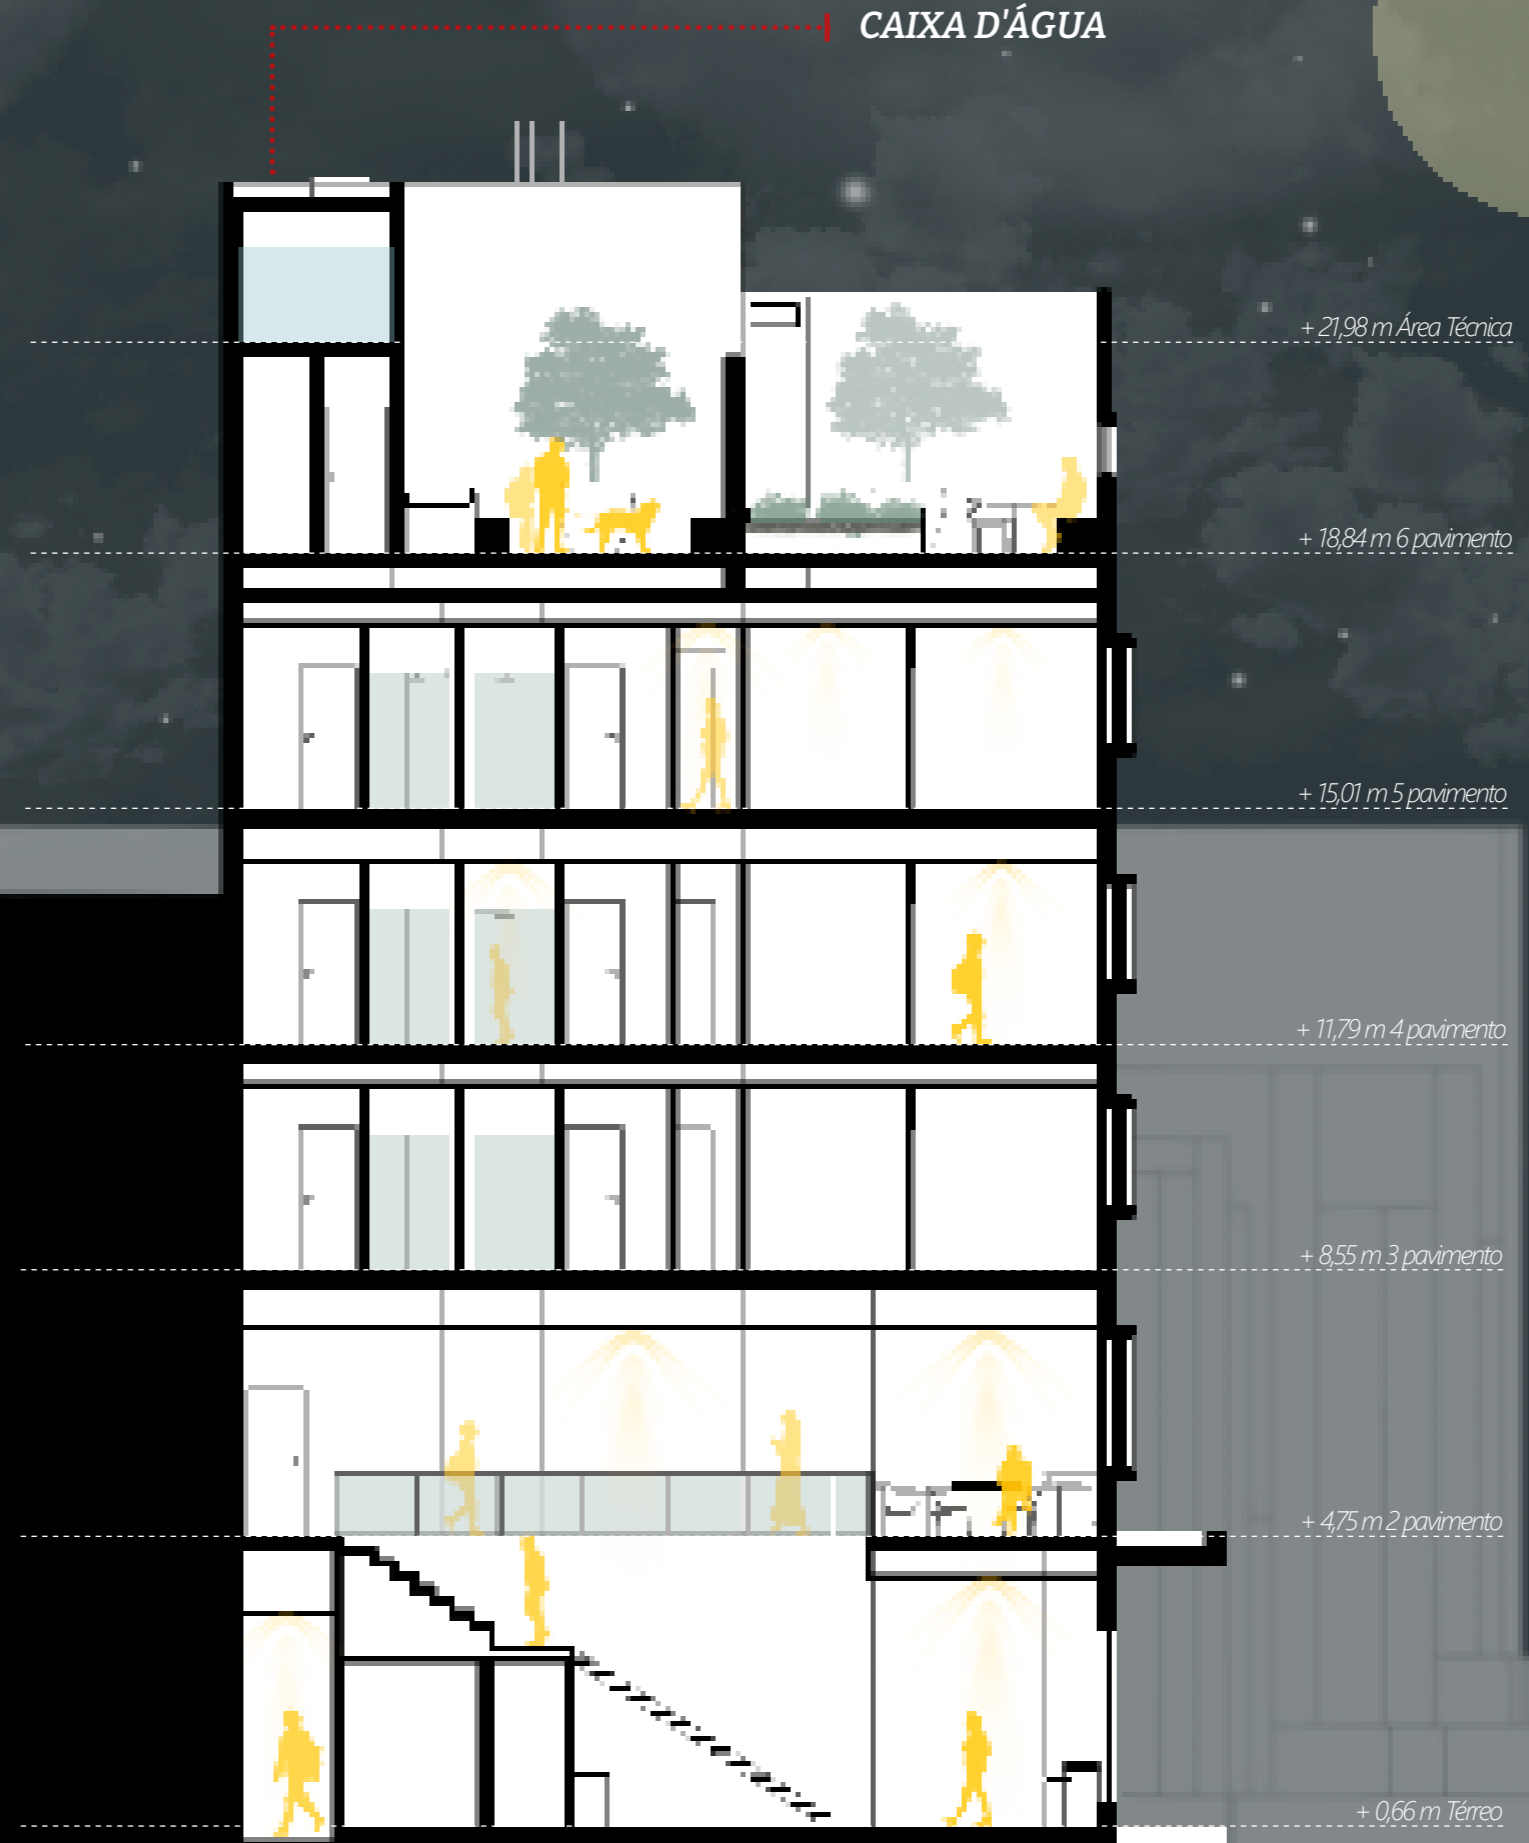 CAIXA D'ÁGUA
+ 21,98 m Área Técnica
+ 18,84 m 6 pavimento
+ 15,01 m 5 pavimento
+ 11,79 m 4 pavimento
+ 8,55 m 3 pavimento
+ 4,75 m 2 pavimento
+ 0,66 m Térreo